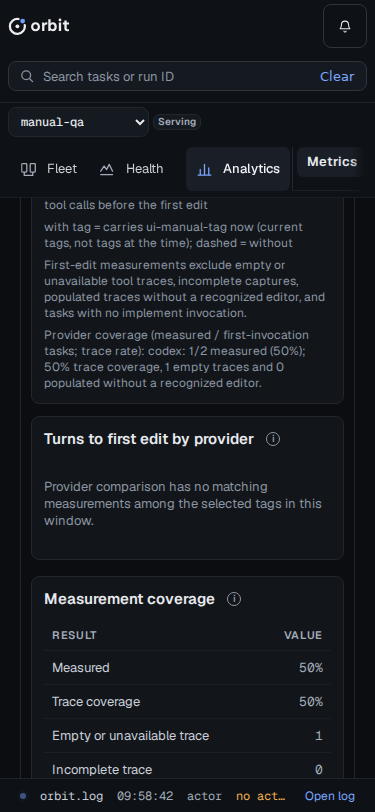 orbit
Search tasks or run ID
Clear
manual-qa
Serving
Fleet
Health
Analytics
Metrics
tool calls before the first edit
with tag = carries ui-manual-tag now (current
tags, not tags at the time); dashed = without
First-edit measurements exclude empty or
unavailable tool traces, incomplete captures,
populated traces without a recognized editor, and
tasks with no implement invocation.
Provider coverage (measured / first-invocation
tasks; trace rate): codex: 1/2 measured (50%);
50% trace coverage, 1 empty traces and 0
populated without a recognized editor.
Turns to first edit by provider
Provider comparison has no matching
measurements among the selected tags in this
window.
Measurement coverage
RESULT VALUE
Measured 50%
Trace coverage 50%
Empty or unavailable trace 1
Incomplete trace 0
orbit.log 09:58:42 actor no act… Open log